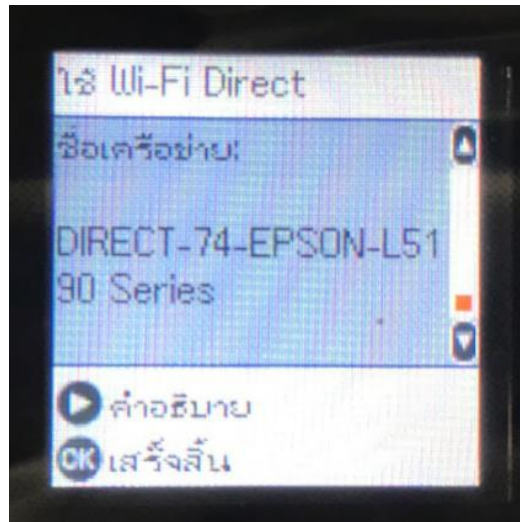 ใช้ Wi-Fi Direct
ชื่อเครือข่าย:
DIRECT-74-EPSON-L51
90 Series
คำอธิบาย
OK เสร็จสิ้น